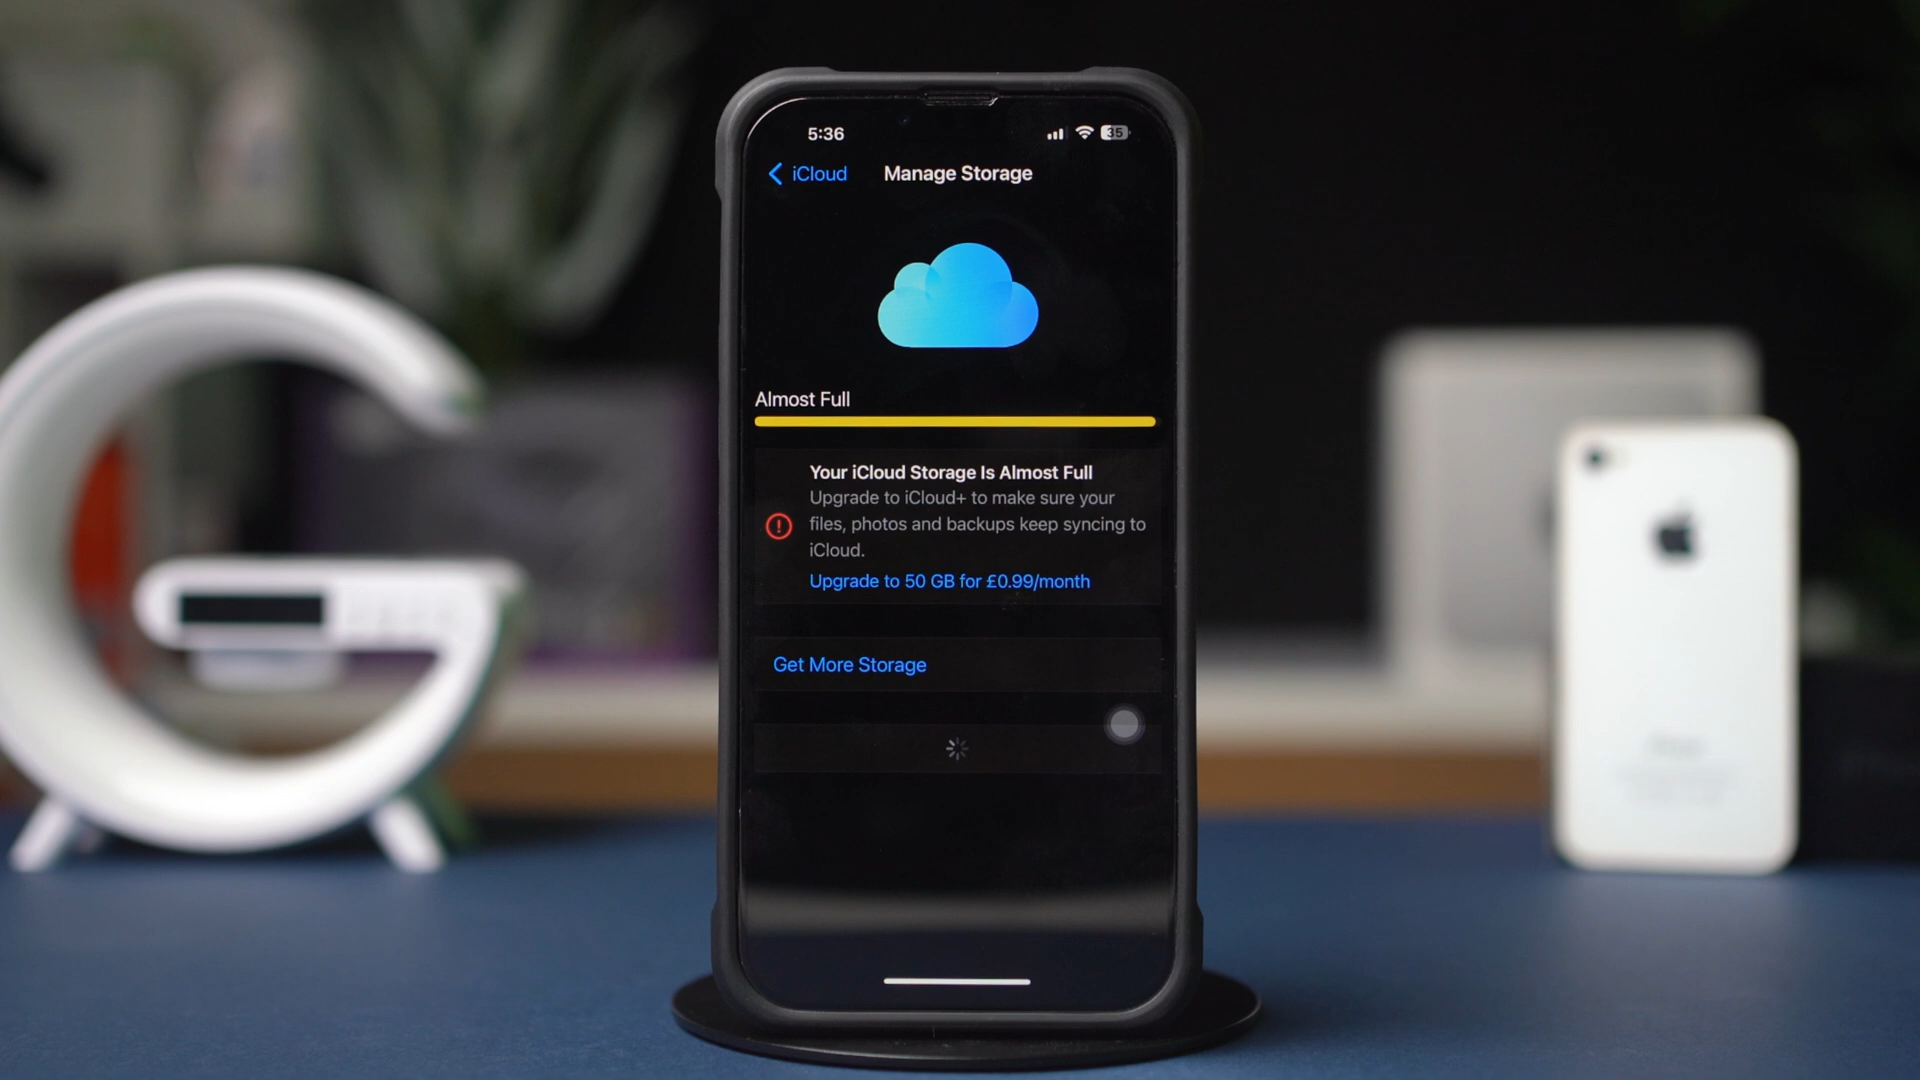 5:36
35
iCloud
Manage Storage
Almost Full
Your iCloud Storage Is Almost Full
Upgrade to iCloud+ to make sure your
files, photos and backups keep syncing to
iCloud.
Upgrade to 50 GB for £0.99/month
Get More Storage